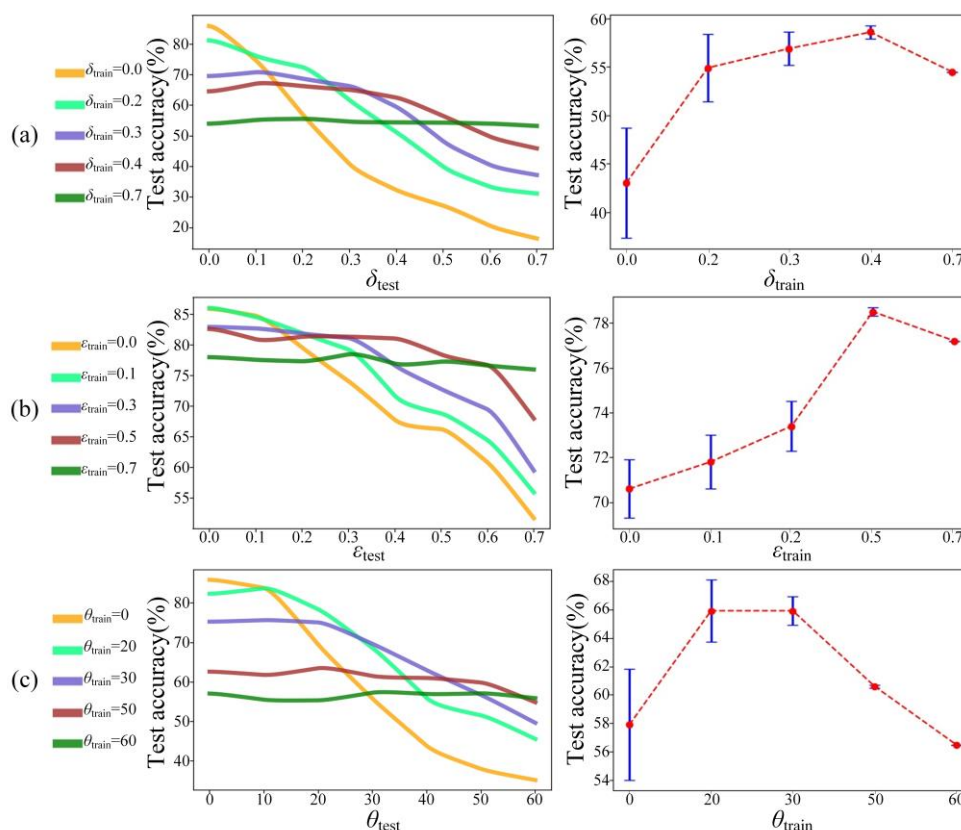 (a)
δtrain=0.0
δtrain=0.2
δtrain=0.3
δtrain=0.4
δtrain=0.7
Test accuracy(%)
80
70
60
50
40
30
20
0.0 0.1 0.2 0.3 0.4 0.5 0.6 0.7
δtest
Test accuracy(%)
60
55
50
45
40
0.0 0.2 0.3 0.4 0.7
δtrain
(b)
εtrain=0.0
εtrain=0.1
εtrain=0.3
εtrain=0.5
εtrain=0.7
Test accuracy(%)
85
80
75
70
65
60
55
0.0 0.1 0.2 0.3 0.4 0.5 0.6 0.7
εtest
Test accuracy(%)
78
76
74
72
70
0.0 0.1 0.2 0.5 0.7
εtrain
(c)
θtrain=0
θtrain=20
θtrain=30
θtrain=50
θtrain=60
Test accuracy(%)
80
70
60
50
40
0 10 20 30 40 50 60
θtest
Test accuracy(%)
68
66
64
62
60
58
56
54
0 20 30 50 60
θtrain